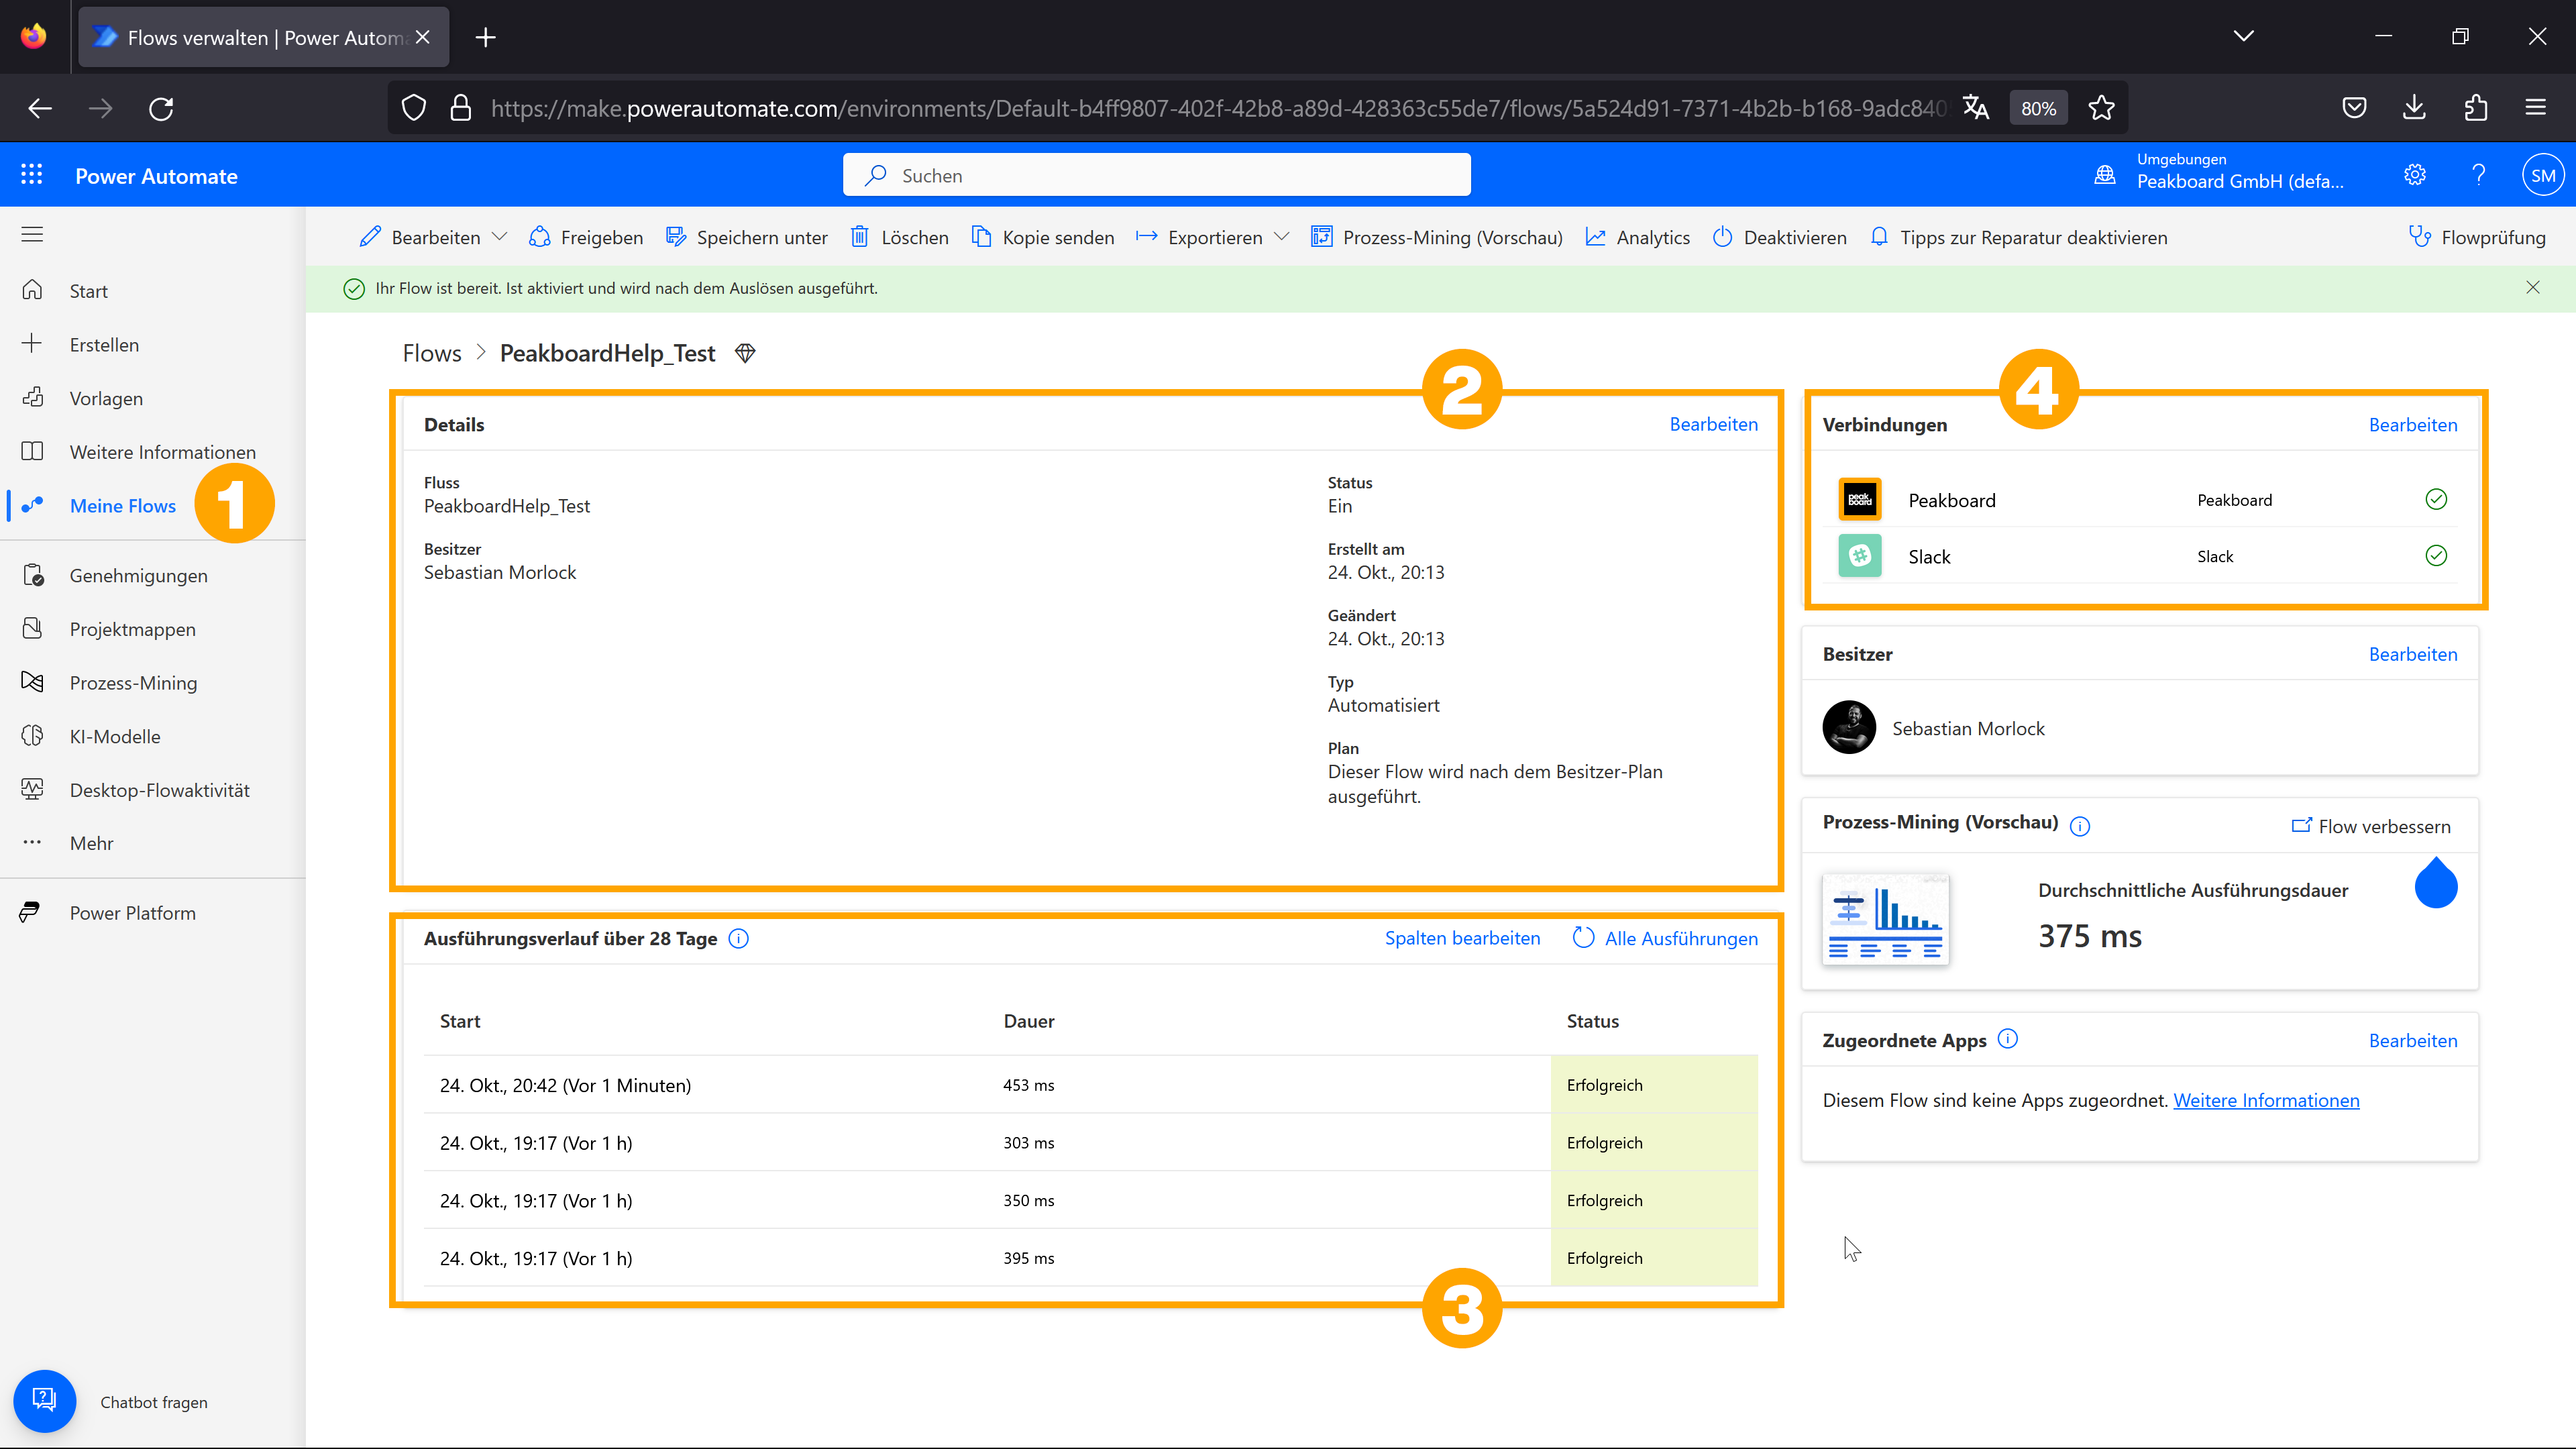 Flows verwalten | Power Autom
https://make.powerautomate.com/environments/Default-b4ff9807-402f-42b8-a89d-428363c55de7/flows/5a524d91-7371-4b2b-b168-9adc840
80%
Power Automate
Suchen
Umgebungen
Peakboard GmbH (defa...
SM
Bearbeiten
Freigeben
Speichern unter
Löschen
Kopie senden
Exportieren
Prozess-Mining (Vorschau)
Analytics
Deaktivieren
Tipps zur Reparatur deaktivieren
Flowprüfung
Ihr Flow ist bereit. Ist aktiviert und wird nach dem Auslösen ausgeführt.
Start
Erstellen
Vorlagen
Weitere Informationen
Meine Flows
1
Genehmigungen
Projektmappen
Prozess-Mining
KI-Modelle
Desktop-Flowaktivität
Mehr
Power Platform
Chatbot fragen
Flows > PeakboardHelp_Test
2
Details
Bearbeiten
Fluss
PeakboardHelp_Test
Besitzer
Sebastian Morlock
Status
Ein
Erstellt am
24. Okt., 20:13
Geändert
24. Okt., 20:13
Typ
Automatisiert
Plan
Dieser Flow wird nach dem Besitzer-Plan
ausgeführt.
Ausführungsverlauf über 28 Tage
Spalten bearbeiten
Alle Ausführungen
Start Dauer Status
24. Okt., 20:42 (Vor 1 Minuten) 453 ms Erfolgreich
24. Okt., 19:17 (Vor 1 h) 303 ms Erfolgreich
24. Okt., 19:17 (Vor 1 h) 350 ms Erfolgreich
24. Okt., 19:17 (Vor 1 h) 395 ms Erfolgreich
3
4
Verbindungen
Bearbeiten
peak
board
Peakboard Peakboard
Slack Slack
Besitzer
Bearbeiten
Sebastian Morlock
Prozess-Mining (Vorschau)
Flow verbessern
Durchschnittliche Ausführungsdauer
375 ms
Zugeordnete Apps
Bearbeiten
Diesem Flow sind keine Apps zugeordnet. Weitere Informationen